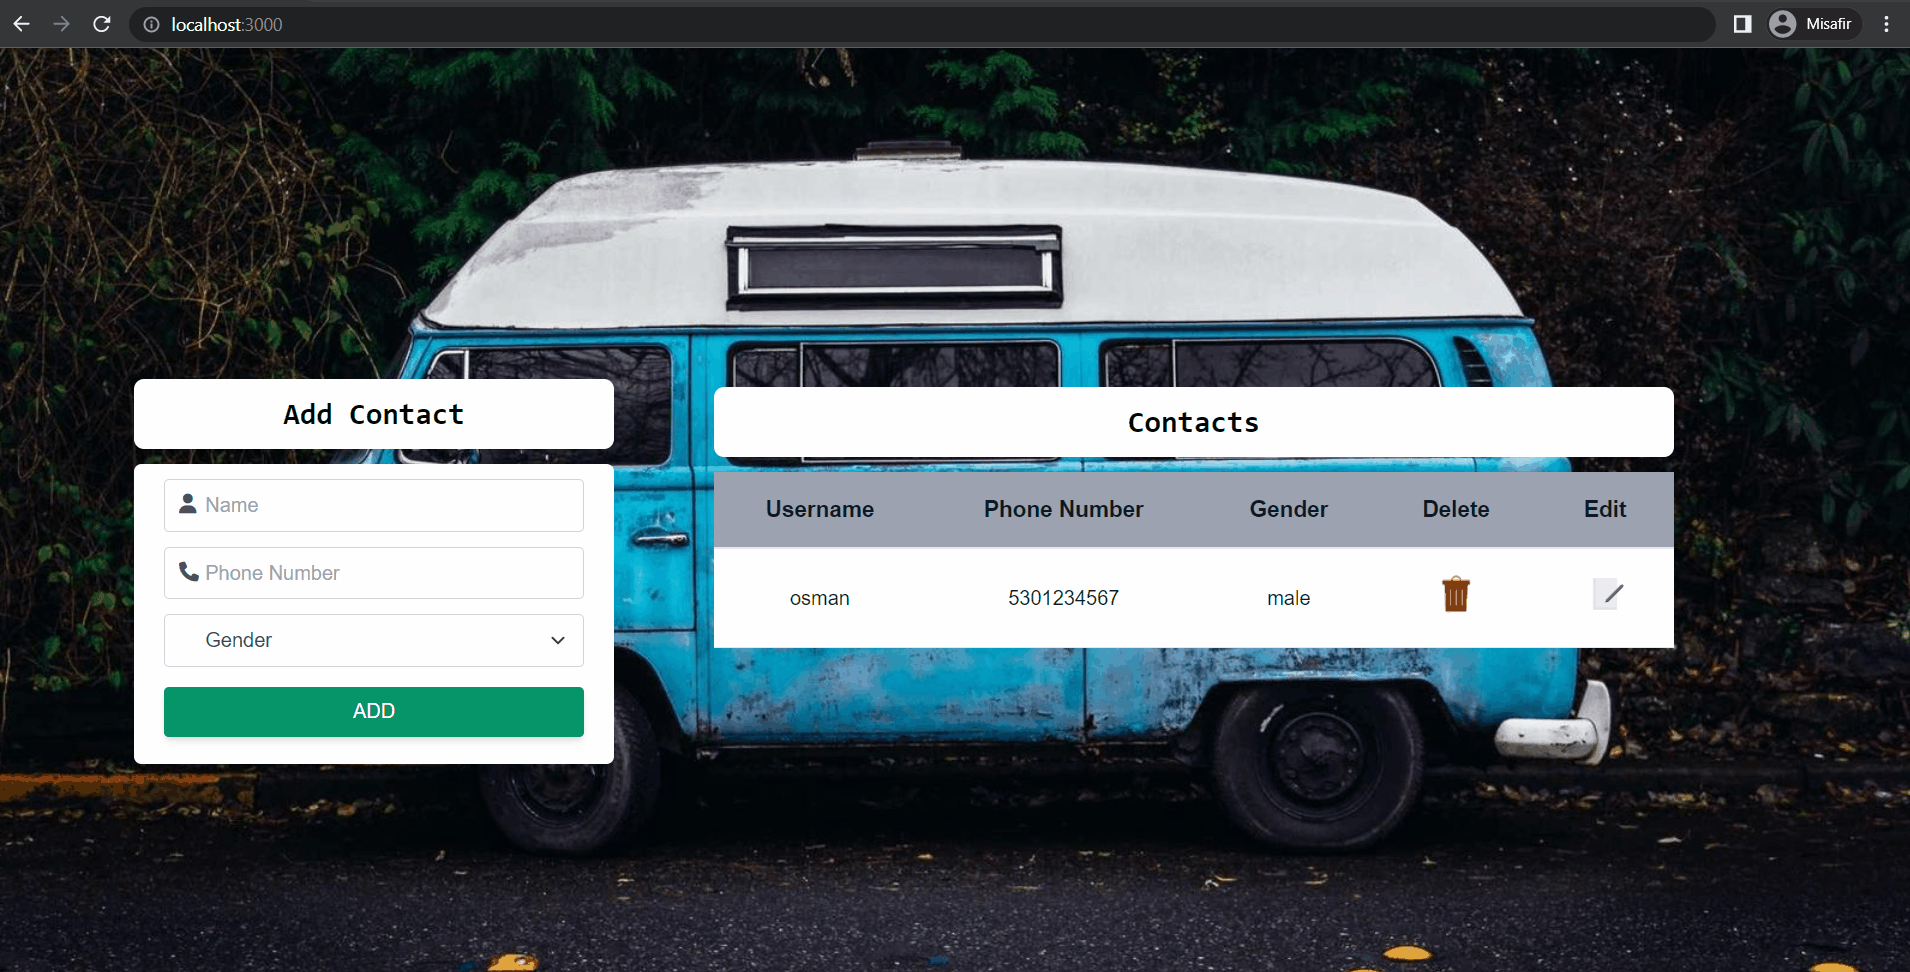 localhost:3000
Misafir
Add Contact
Name
Phone Number
Gender
ADD
Contacts
Username Phone Number Gender Delete Edit
osman 5301234567 male